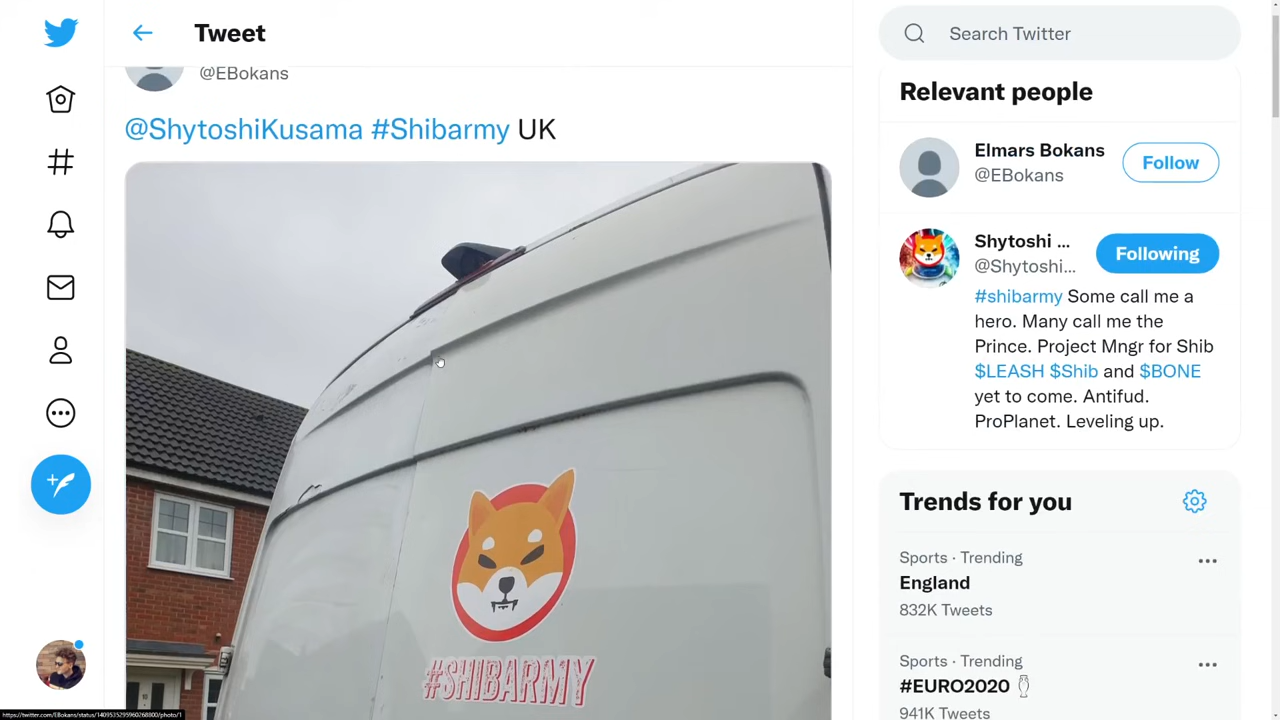 Tweet
@EBokans
@ShytoshiKusama #Shibarmy UK
#SHIBARMY
10
Search Twitter
Relevant people
Elmars Bokans
@EBokans
Follow
Shytoshi ...
@Shytoshi...
Following
#shibarmy Some call me a
hero. Many call me the
Prince. Project Mngr for Shib
$LEASH $Shib and $BONE
yet to come. Antifud.
ProPlanet. Leveling up.
Trends for you
Sports · Trending
England
832K Tweets
Sports · Trending
#EURO2020
941K Tweets